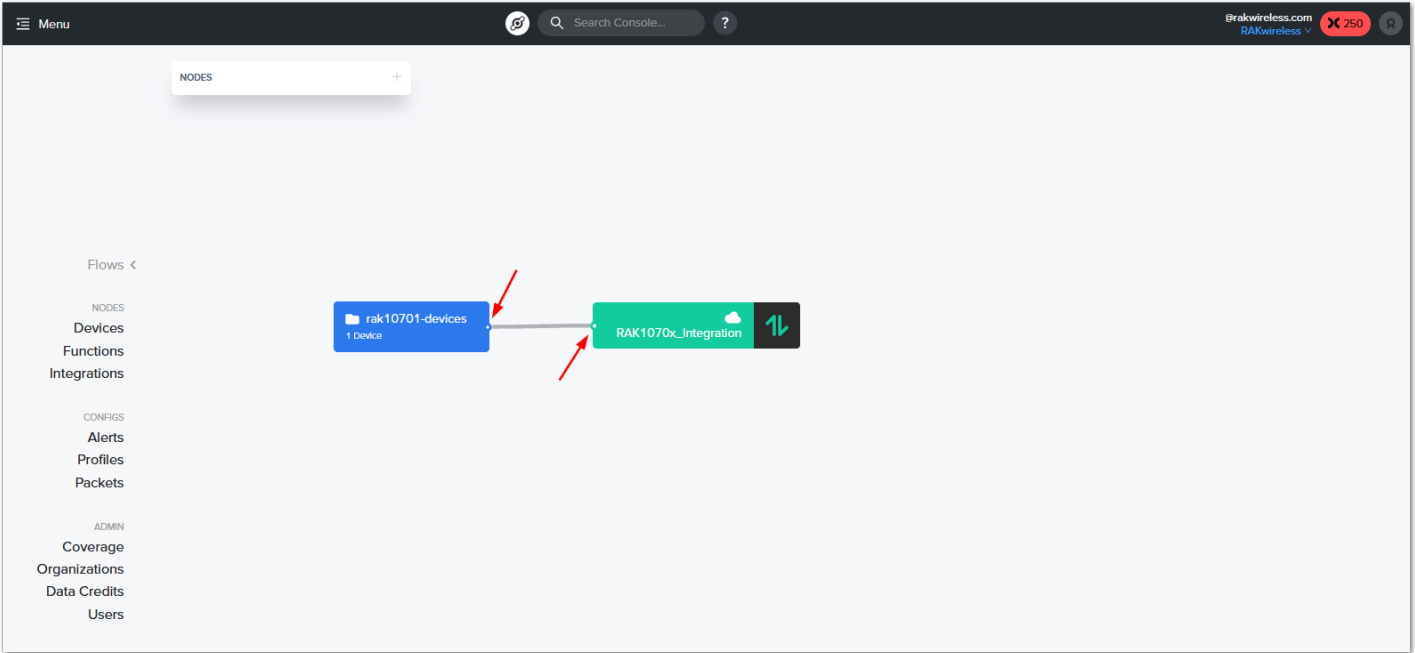 Menu
Search Console...
?
@rakwireless.com
RAKwireless
250
NODES
+
Flows
NODES
Devices
Functions
Integrations
CONFIGS
Alerts
Profiles
Packets
ADMIN
Coverage
Organizations
Data Credits
Users
rak10701-devices
1 Device
RAK1070x_Integration